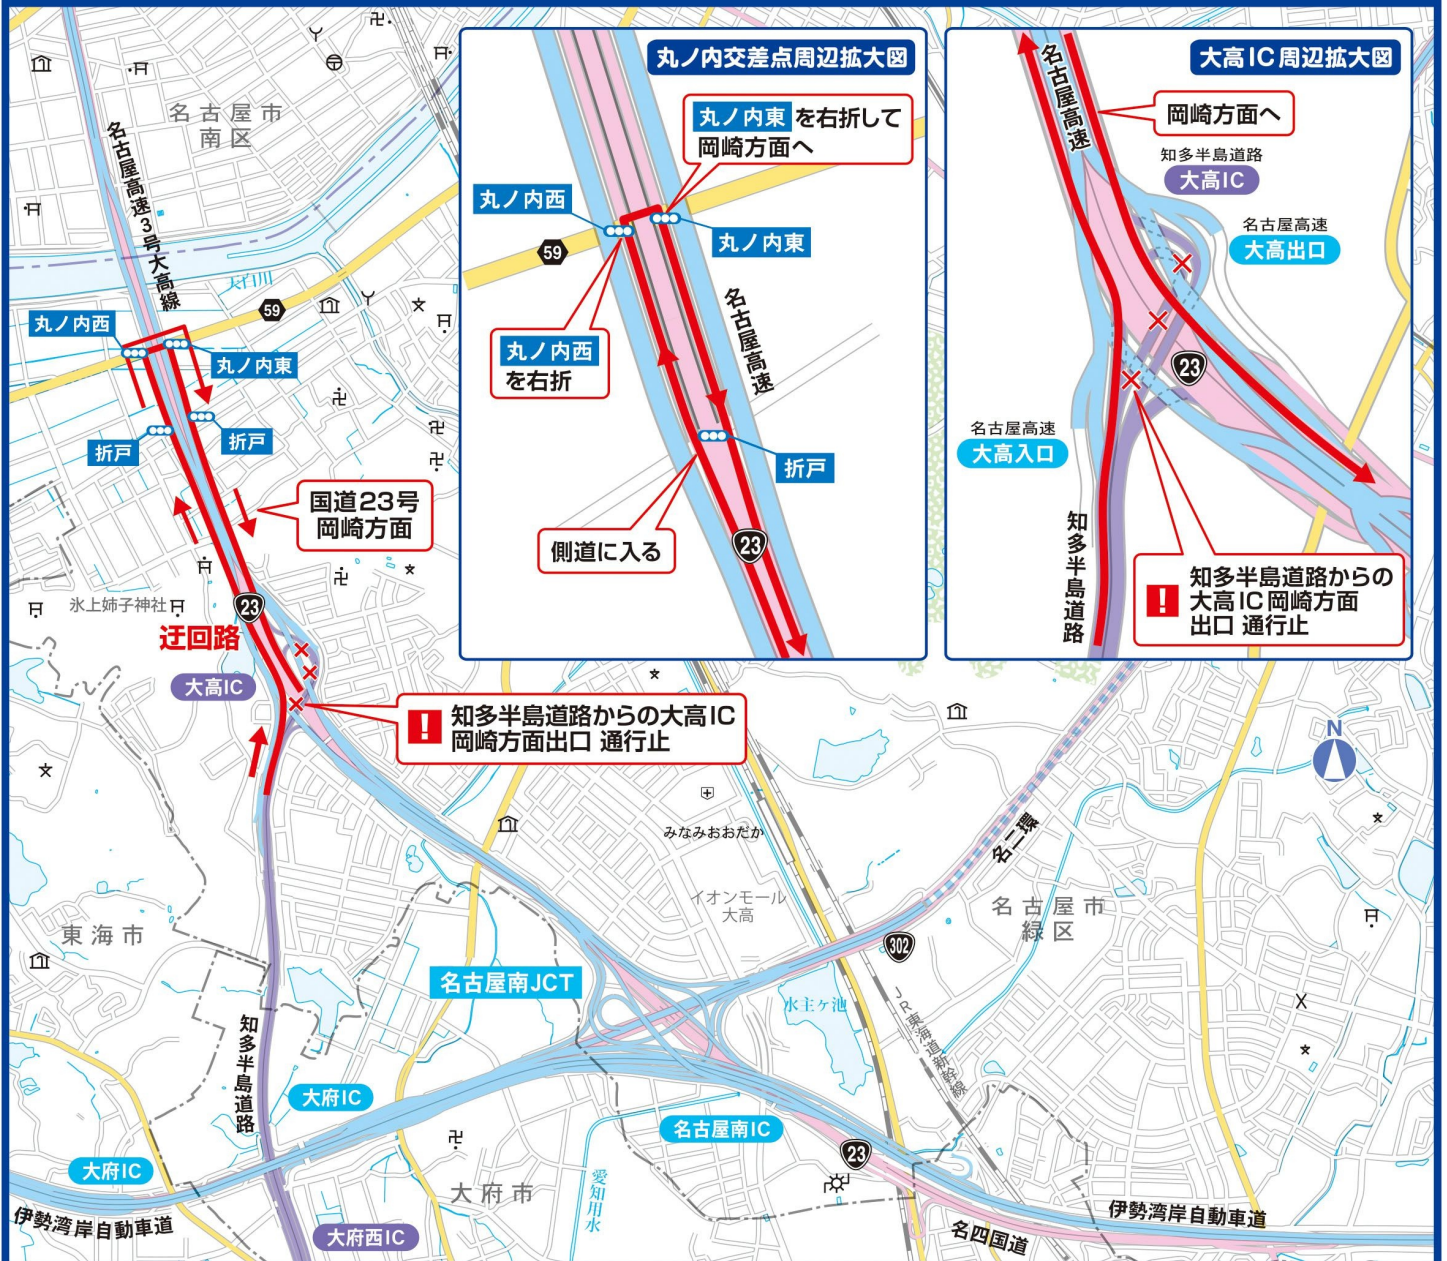 名古屋市
南区
名古屋高速3号大高線
天白川
59
丸ノ内西
丸ノ内東
折戸
折戸
国道23号
岡崎方面
氷上姉子神社
23
迂回路
大高IC
知多半島道路からの大高IC
岡崎方面出口 通行止
丸ノ内交差点周辺拡大図
丸ノ内東を右折して
岡崎方面へ
丸ノ内西
丸ノ内東
59
名古屋高速
丸ノ内西
を右折
折戸
側道に入る
23
大高IC周辺拡大図
名古屋高速
岡崎方面へ
知多半島道路
大高IC
名古屋高速
大高出口
23
名古屋高速
大高入口
知多半島道路
知多半島道路からの
大高IC岡崎方面
出口 通行止
N
みなみおおだか
イオンモール
大高
名二環
名古屋市
緑区
302
東海市
名古屋南JCT
水主ヶ池
JR東海道新幹線
知多半島道路
大府IC
名古屋南IC
大府IC
23
大府市
愛知用水
伊勢湾岸自動車道
大府西IC
名四国道
伊勢湾岸自動車道